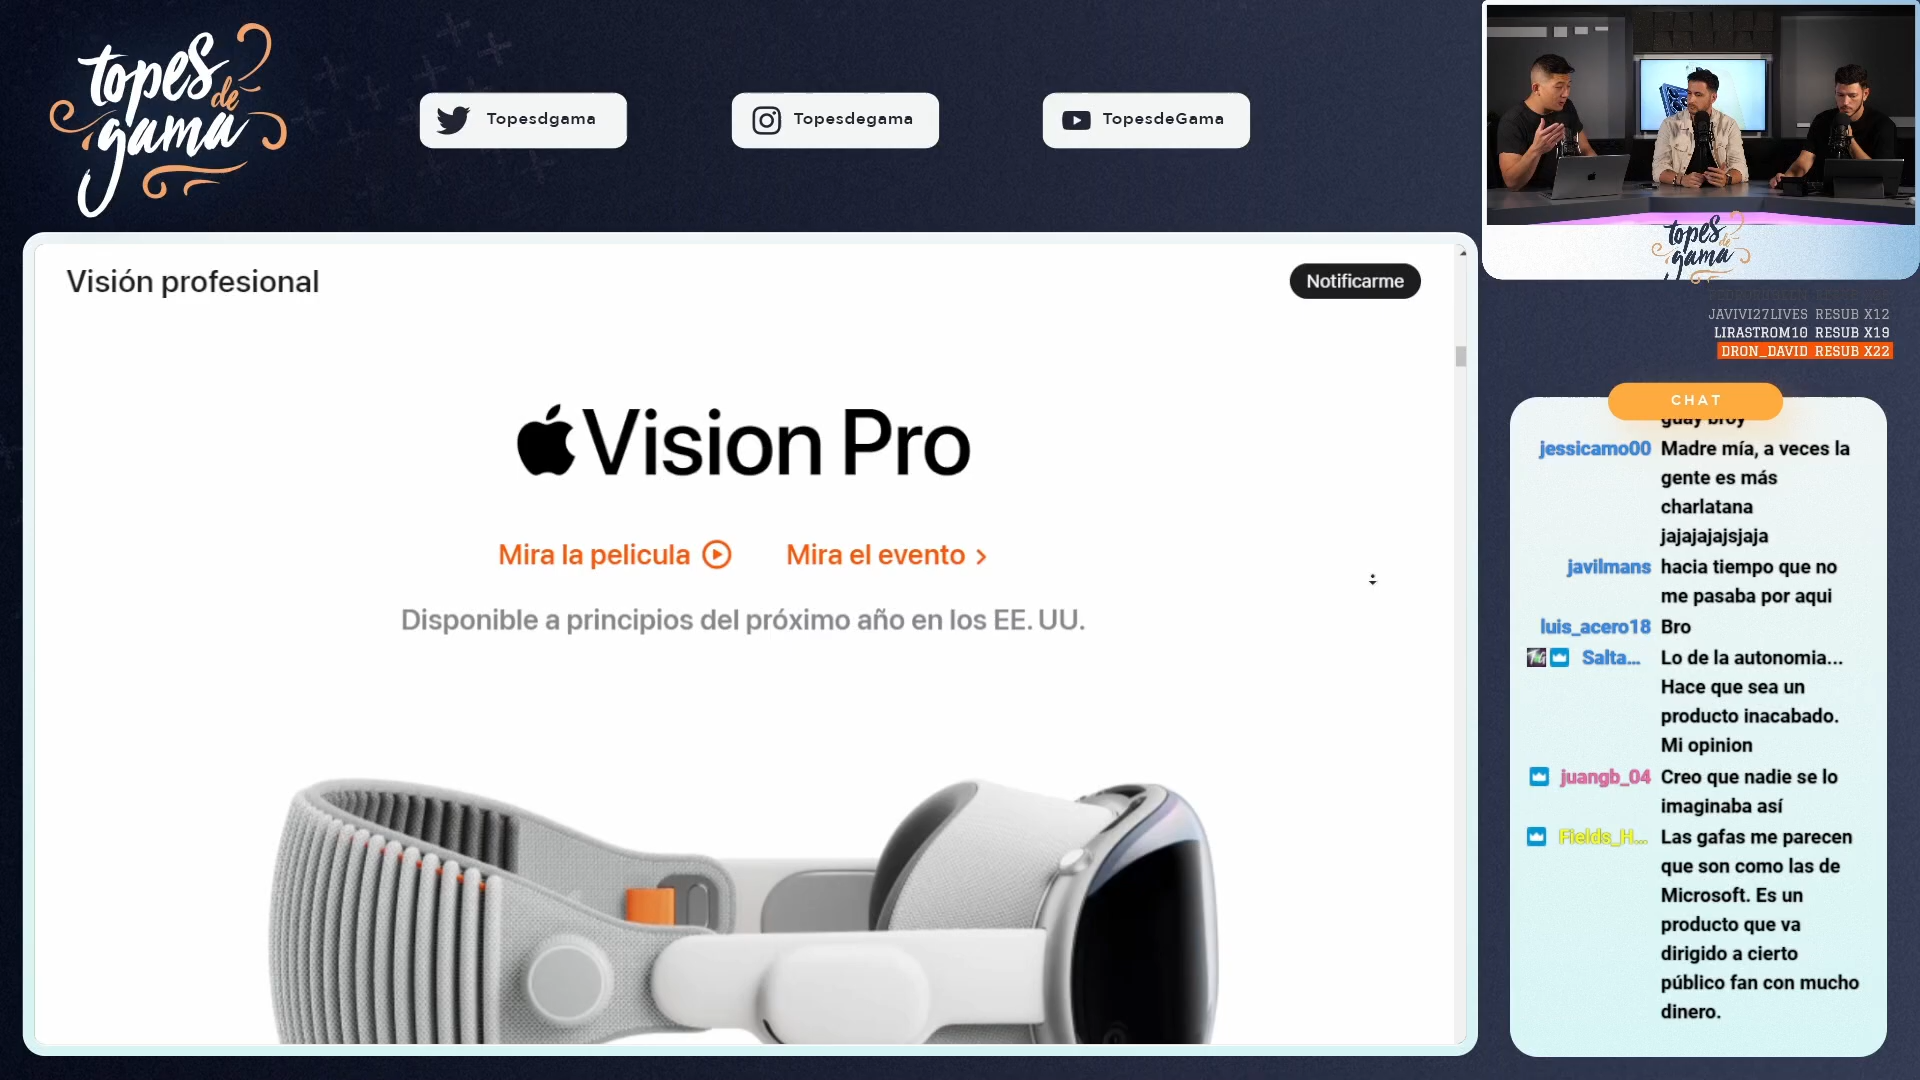 topes
de
gama
Topesdgama
Topesdegama
TopesdeGama
topes
de
gama
JAVIVI27LIVES RESUB X12
LIRASTROM10 RESUB X19
DRON_DAVID RESUB X22
Visión profesional
Notificarme
Vision Pro
Mira la pelicula
Mira el evento
Disponible a principios del próximo año en los EE. UU.
CHAT
guay broy
jessicamo00 Madre mía, a veces la
gente es más
charlatana
jajajajajsjaja
javilmans hacia tiempo que no
me pasaba por aqui
luis_acero18 Bro
Salta... Lo de la autonomia...
Hace que sea un
producto inacabado.
Mi opinion
juangb_04 Creo que nadie se lo
imaginaba así
Fields_H... Las gafas me parecen
que son como las de
Microsoft. Es un
producto que va
dirigido a cierto
público fan con mucho
dinero.